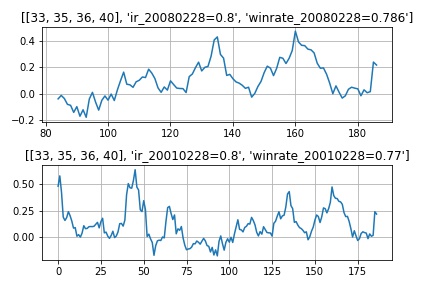 [[33, 35, 36, 40], 'ir_20080228=0.8', 'winrate_20080228=0.786']
0.4
0.2
0.0
−0.2
80 100 120 140 160 180
[[33, 35, 36, 40], 'ir_20010228=0.8', 'winrate_20010228=0.77']
0.50
0.25
0.00
0 25 50 75 100 125 150 175